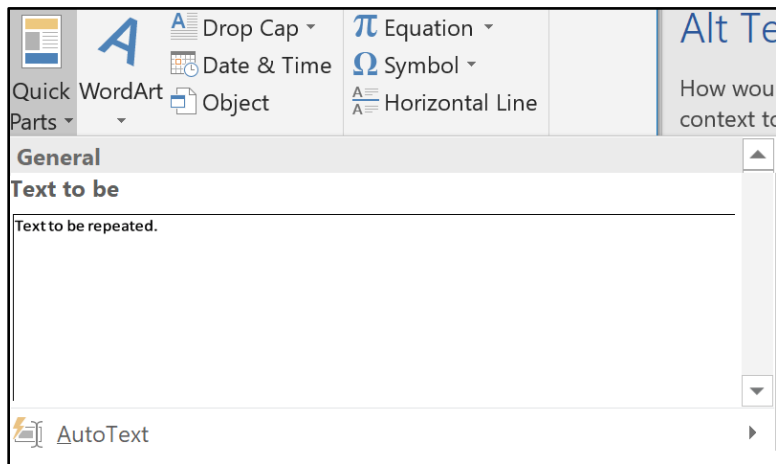 Quick Parts
WordArt
Drop Cap
Date & Time
Object
π Equation
Ω Symbol
Horizontal Line
Alt Te
How wou
context to
General
Text to be
Text to be repeated.
AutoText